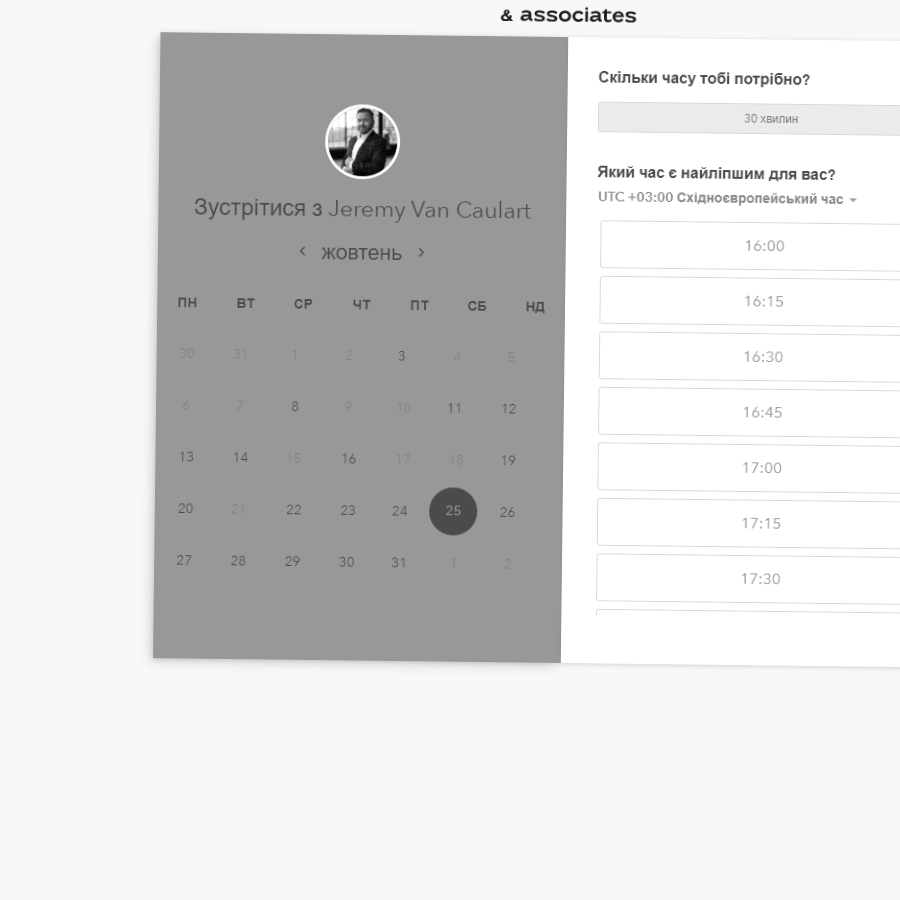 & associates
Зустрітися з Jeremy Van Caulart
жовтень
ПН ВТ СР ЧТ ПТ СБ НД
30 31 1 2 3 4 5
6 7 8 9 10 11 12
13 14 15 16 17 18 19
20 21 22 23 24 25 26
27 28 29 30 31 1 2
Скільки часу тобі потрібно?
30 хвилин
Який час є найліпшим для вас?
UTC +03:00 Східноєвропейський час
16:00
16:15
16:30
16:45
17:00
17:15
17:30